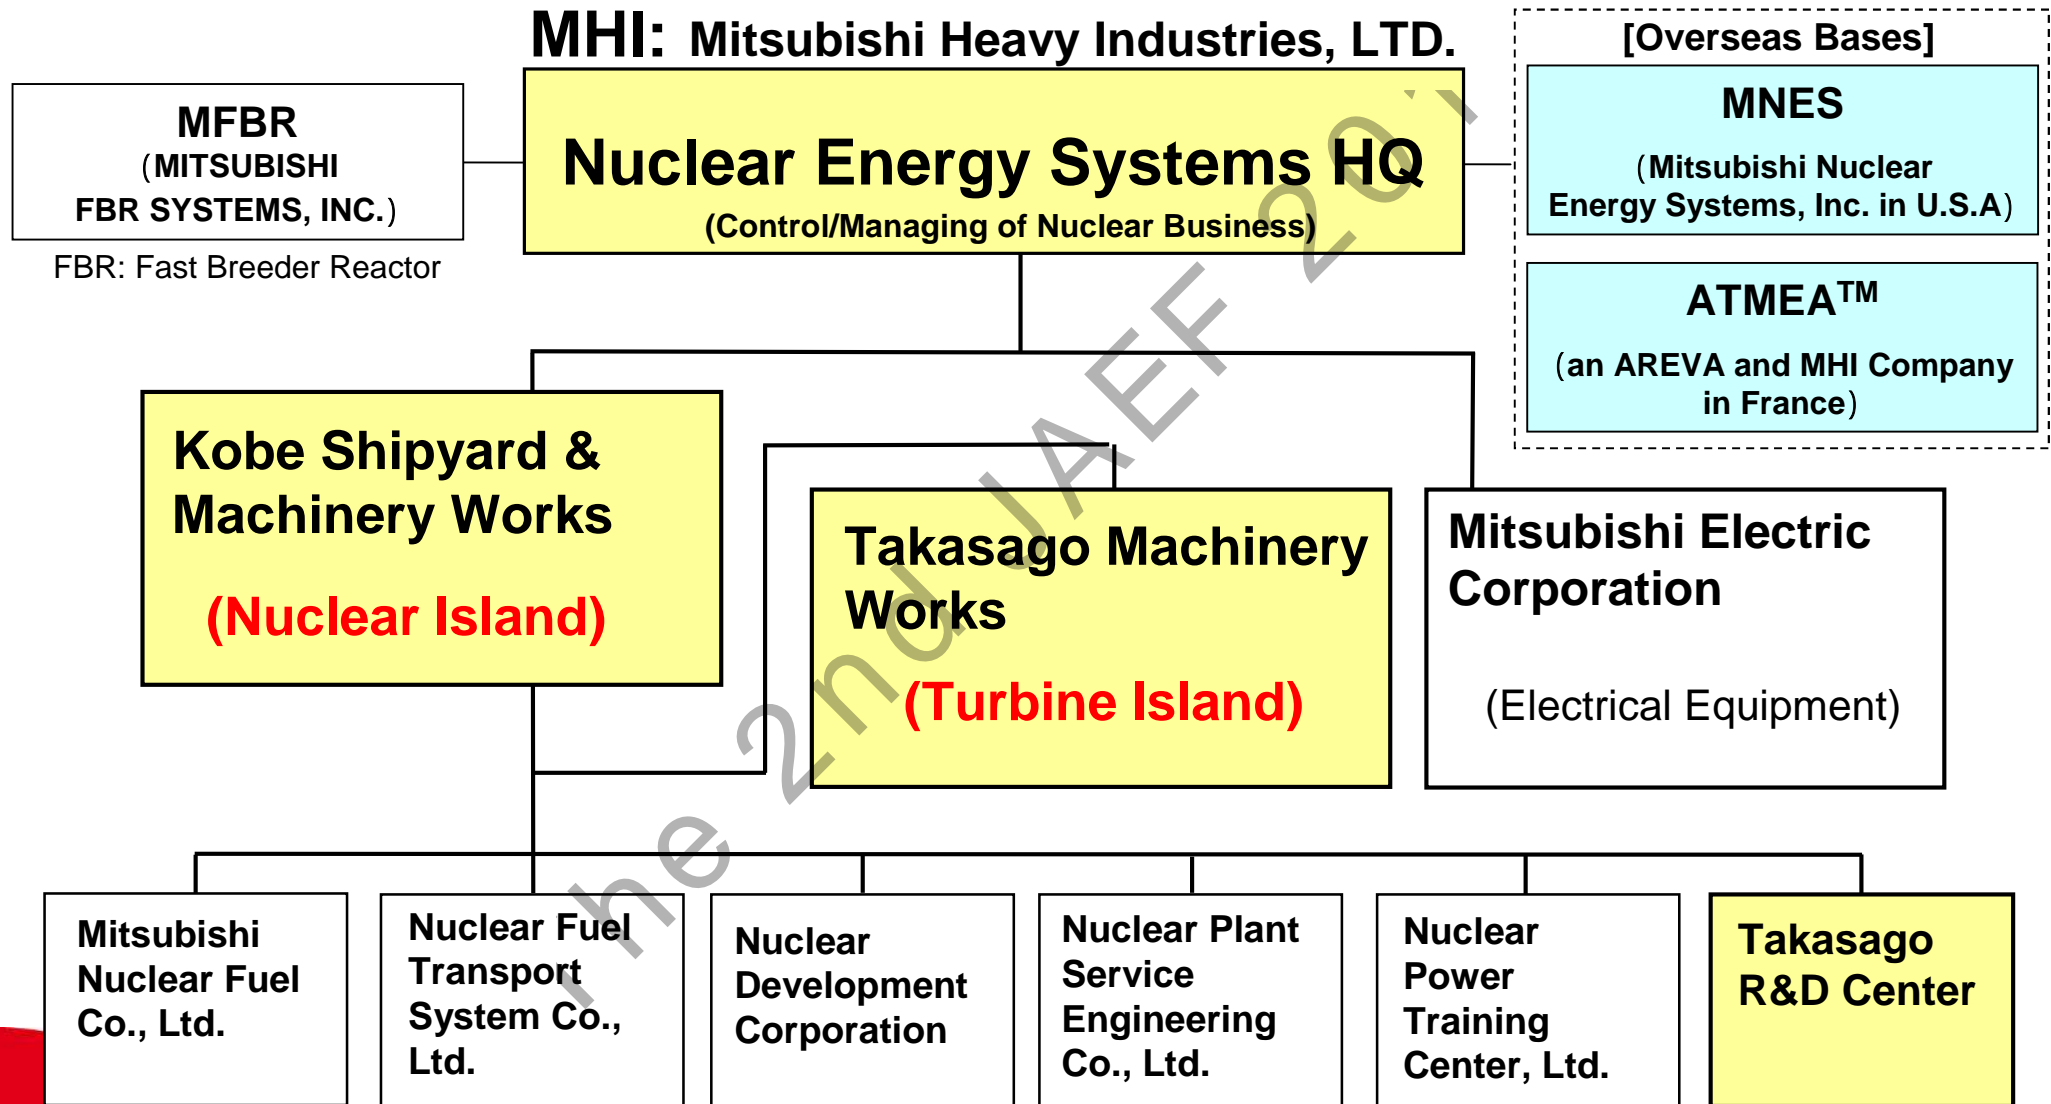 MHI: Mitsubishi Heavy Industries, LTD.
[Overseas Bases]
MFBR
(MITSUBISHI
FBR SYSTEMS, INC.)
FBR: Fast Breeder Reactor
Nuclear Energy Systems HQ
(Control/Managing of Nuclear Business)
MNES
(Mitsubishi Nuclear
Energy Systems, Inc. in U.S.A)
ATMEA™
(an AREVA and MHI Company
in France)
Kobe Shipyard &
Machinery Works
(Nuclear Island)
Takasago Machinery
Works
(Turbine Island)
Mitsubishi Electric
Corporation
(Electrical Equipment)
Mitsubishi
Nuclear Fuel
Co., Ltd.
Nuclear Fuel
Transport
System Co.,
Ltd.
Nuclear
Development
Corporation
Nuclear Plant
Service
Engineering
Co., Ltd.
Nuclear
Power
Training
Center, Ltd.
Takasago
R&D Center
he 2nd JAEF 20